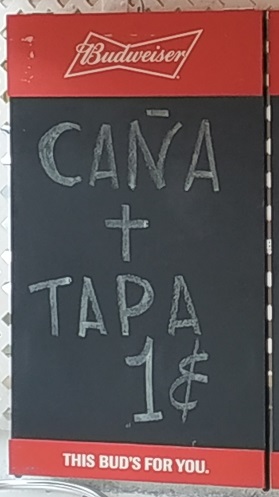 Budweiser
CAÑA
+
TAPA
1¢
THIS BUD'S FOR YOU.